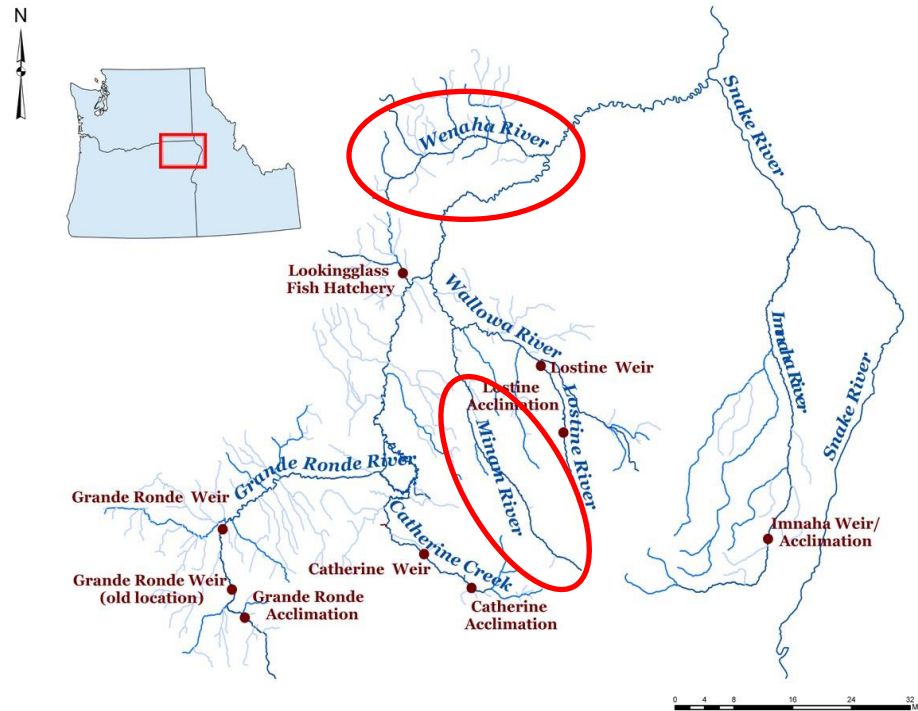 N
Wenaha River
Snake River
Lookingglass
Fish Hatchery
Wallowa River
Imnaha River
Lostine Weir
Lostine
Acclimation
Lostine River
Snake River
Minam River
Grande Ronde River
Grande Ronde Weir
Catherine Creek
Imnaha Weir/
Acclimation
Catherine Weir
Grande Ronde Weir
(old location)
Grande Ronde
Acclimation
Catherine
Acclimation
0 4 8 16 24 32